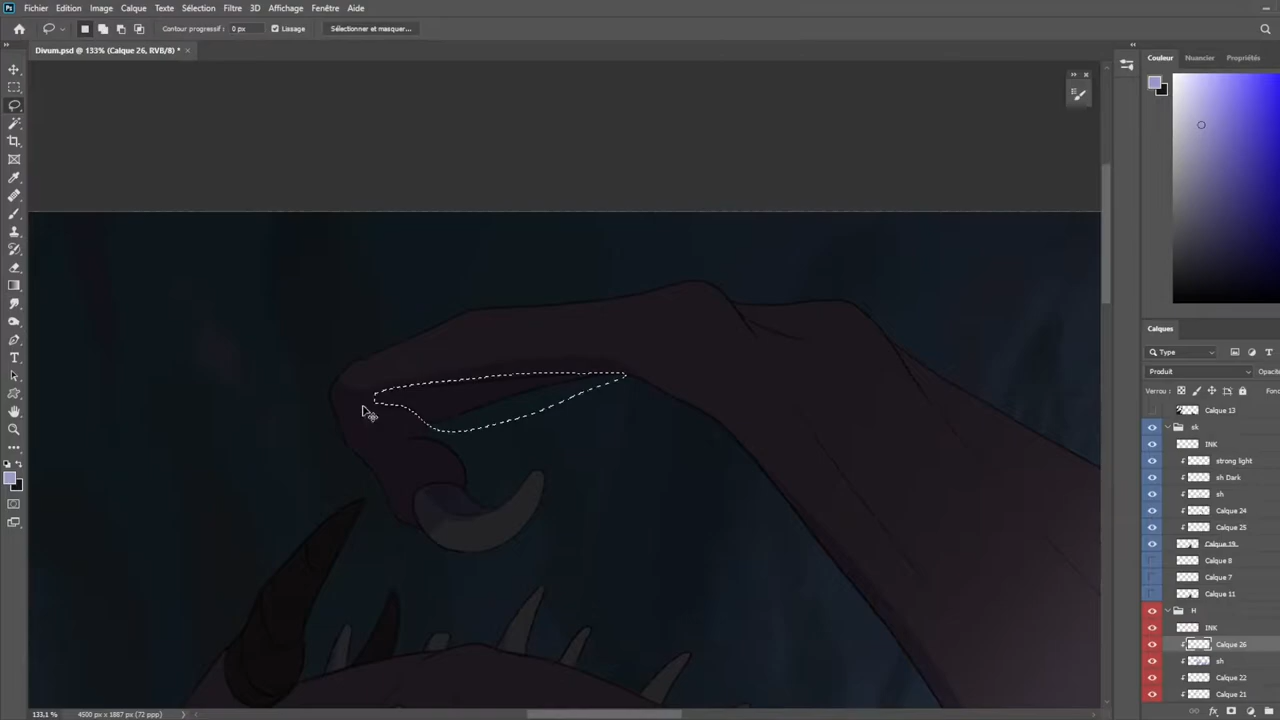 Fichier Edition Image Calque Texte Sélection Filtre 3D Affichage Fenêtre Aide
Contour progressif : 0 px Lissage Sélectionner et masquer...
Divum.psd @ 133% (Calque 26, RVB/8) * ×
Couleur Nuancier Propriétés
Calques
Type
Produit Opacité
Verrou :
Calque 13
sk
INK
strong light
sh Dark
sh
Calque 24
Calque 25
Calque 19
Calque 8
Calque 7
Calque 11
H
INK
Calque 26
sh
Calque 22
Calque 21
133,1 % 4500 px x 1887 px (72 ppp)